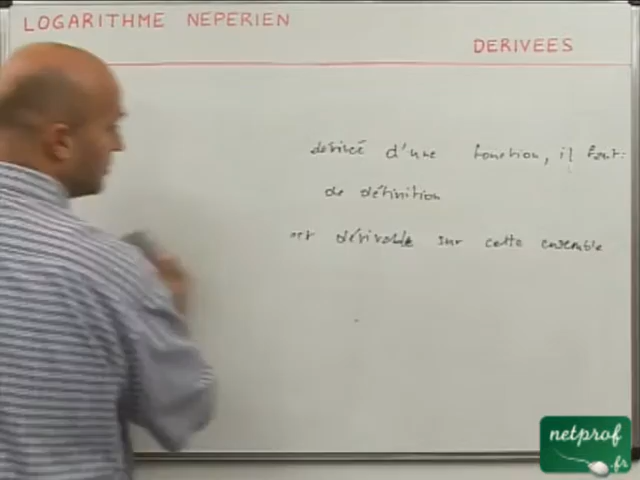 LOGARITHME NEPERIEN
DERIVEES
dérivée d'une fonction, il faut:
de définition
est dérivable sur cette ensemble
netprof
.fr